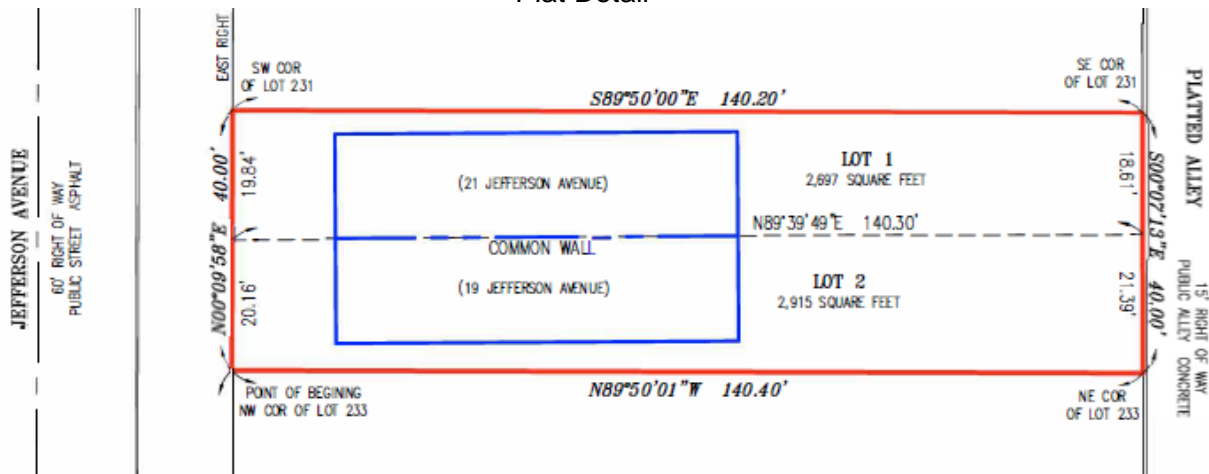 Plat Detail
JEFFERSON AVENUE
60' RIGHT OF WAY
PUBLIC STREET ASPHALT
EAST RIGHT
SW COR
OF LOT 231
SE COR
OF LOT 231
S89°50'00"E 140.20'
N00°09'58"E 40.00'
19.84'
20.16'
(21 JEFFERSON AVENUE)
LOT 1
2,697 SQUARE FEET
N89°39'49"E 140.30'
COMMON WALL
(19 JEFFERSON AVENUE)
LOT 2
2,915 SQUARE FEET
18.61'
21.39'
S00°07'13"E 40.00'
PLATTED ALLEY
15' RIGHT OF WAY
PUBLIC ALLEY CONCRETE
POINT OF BEGINING
NW COR OF LOT 233
N89°50'01"W 140.40'
NE COR
OF LOT 233